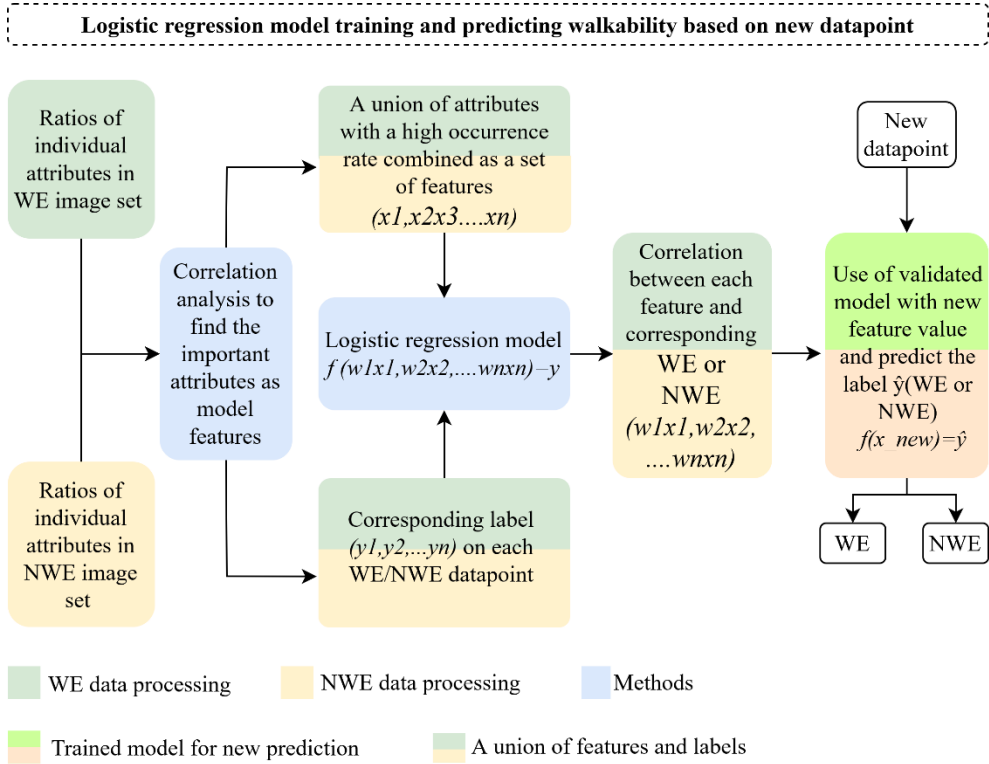 Logistic regression model training and predicting walkability based on new datapoint
Ratios of
individual
attributes in
WE image set
Ratios of
individual
attributes in
NWE image
set
Correlation
analysis to
find the
important
attributes as
model
features
A union of attributes
with a high occurrence
rate combined as a set
of features
(x1,x2x3....xn)
Logistic regression model
f (w1x1,w2x2,....wnxn)–y
Corresponding label
(y1,y2,...yn) on each
WE/NWE datapoint
Correlation
between each
feature and
corresponding
WE or
NWE
(w1x1,w2x2,
....wnxn)
New
datapoint
Use of validated
model with new
feature value
and predict the
label ŷ(WE or
NWE)
f(x_new)=ŷ
WE
NWE
WE data processing
NWE data processing
Methods
Trained model for new prediction
A union of features and labels